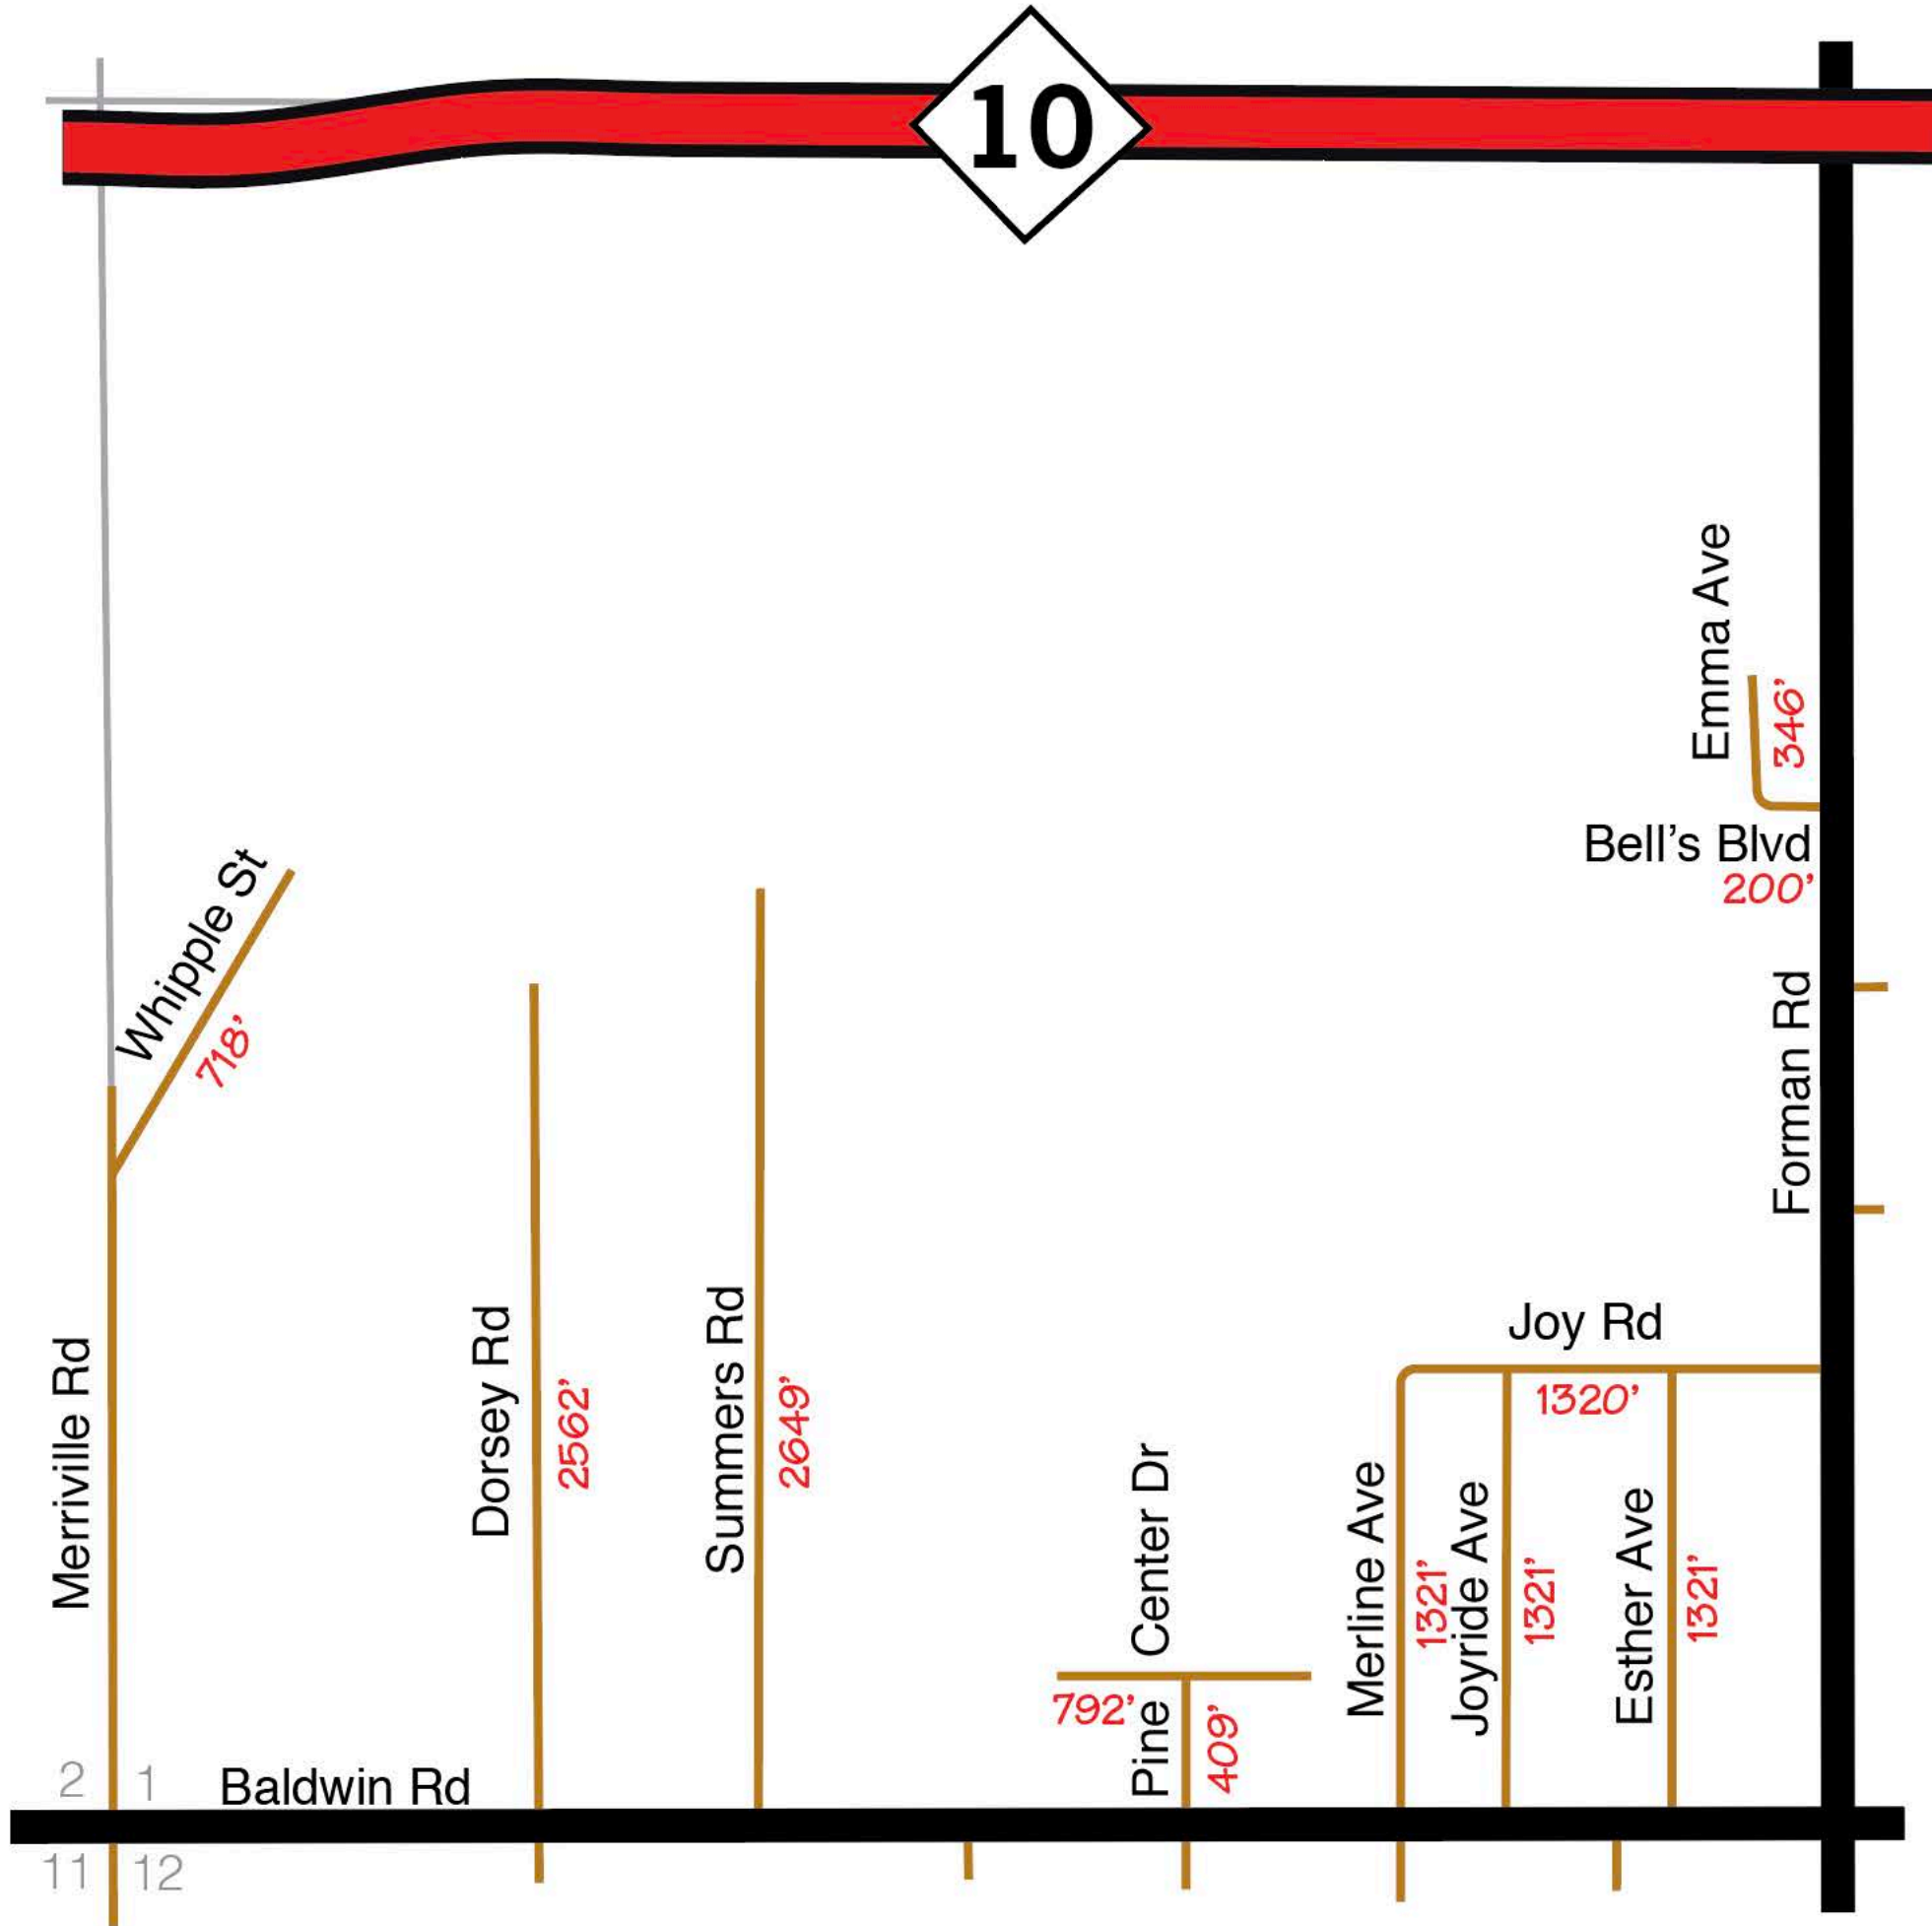 10
Emma Ave
346'
Bell's Blvd
200'
Whipple St
718'
Forman Rd
Joy Rd
1320'
Merriville Rd
Dorsey Rd
2562'
Summers Rd
2649'
Pine Center Dr
792'
409'
Merline Ave
1321'
Joyride Ave
1321'
Esther Ave
1321'
2 1
Baldwin Rd
11 12